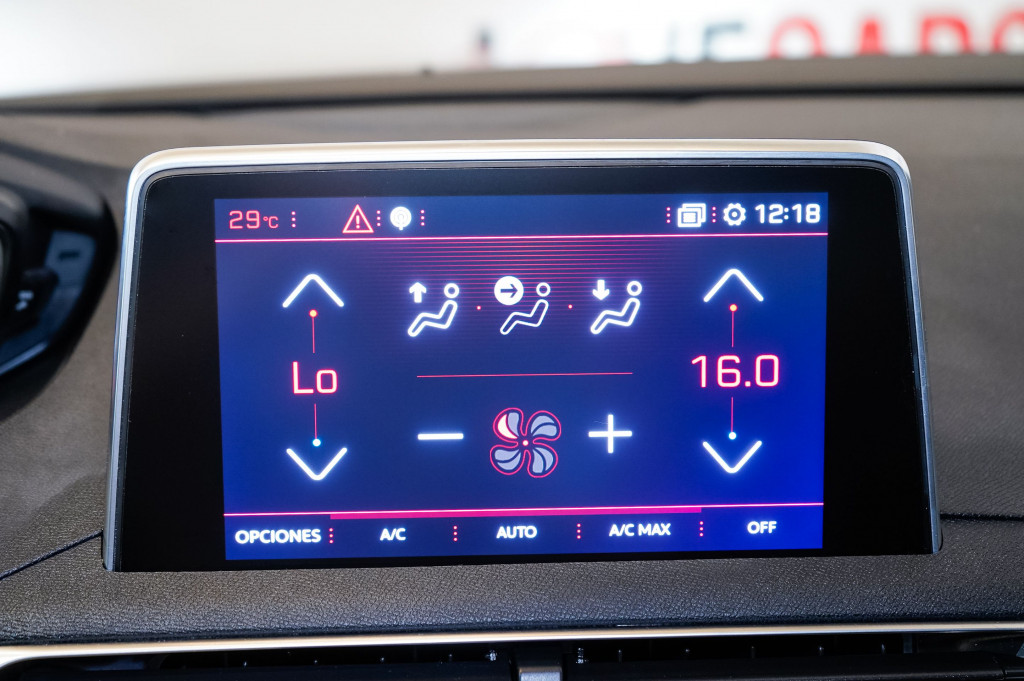 29°C
12:18
Lo
16.0
OPCIONES
A/C
AUTO
A/C MAX
OFF